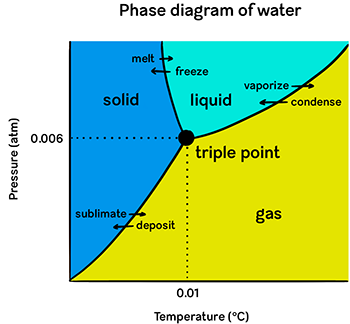 Phase diagram of water
melt
freeze
vaporize
condense
solid
liquid
0.006
triple point
Pressure (atm)
sublimate
deposit
gas
0.01
Temperature (°C)